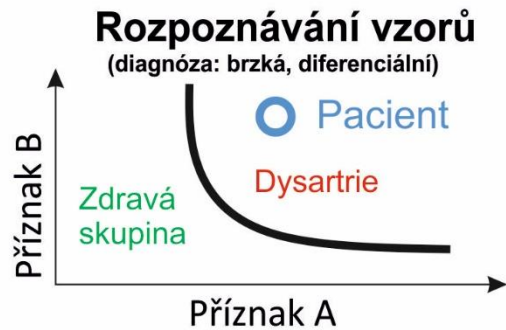 Rozpoznávání vzorů
(diagnóza: brzká, diferenciální)
Pacient
Dysartrie
Zdravá
skupina
Příznak B
Příznak A